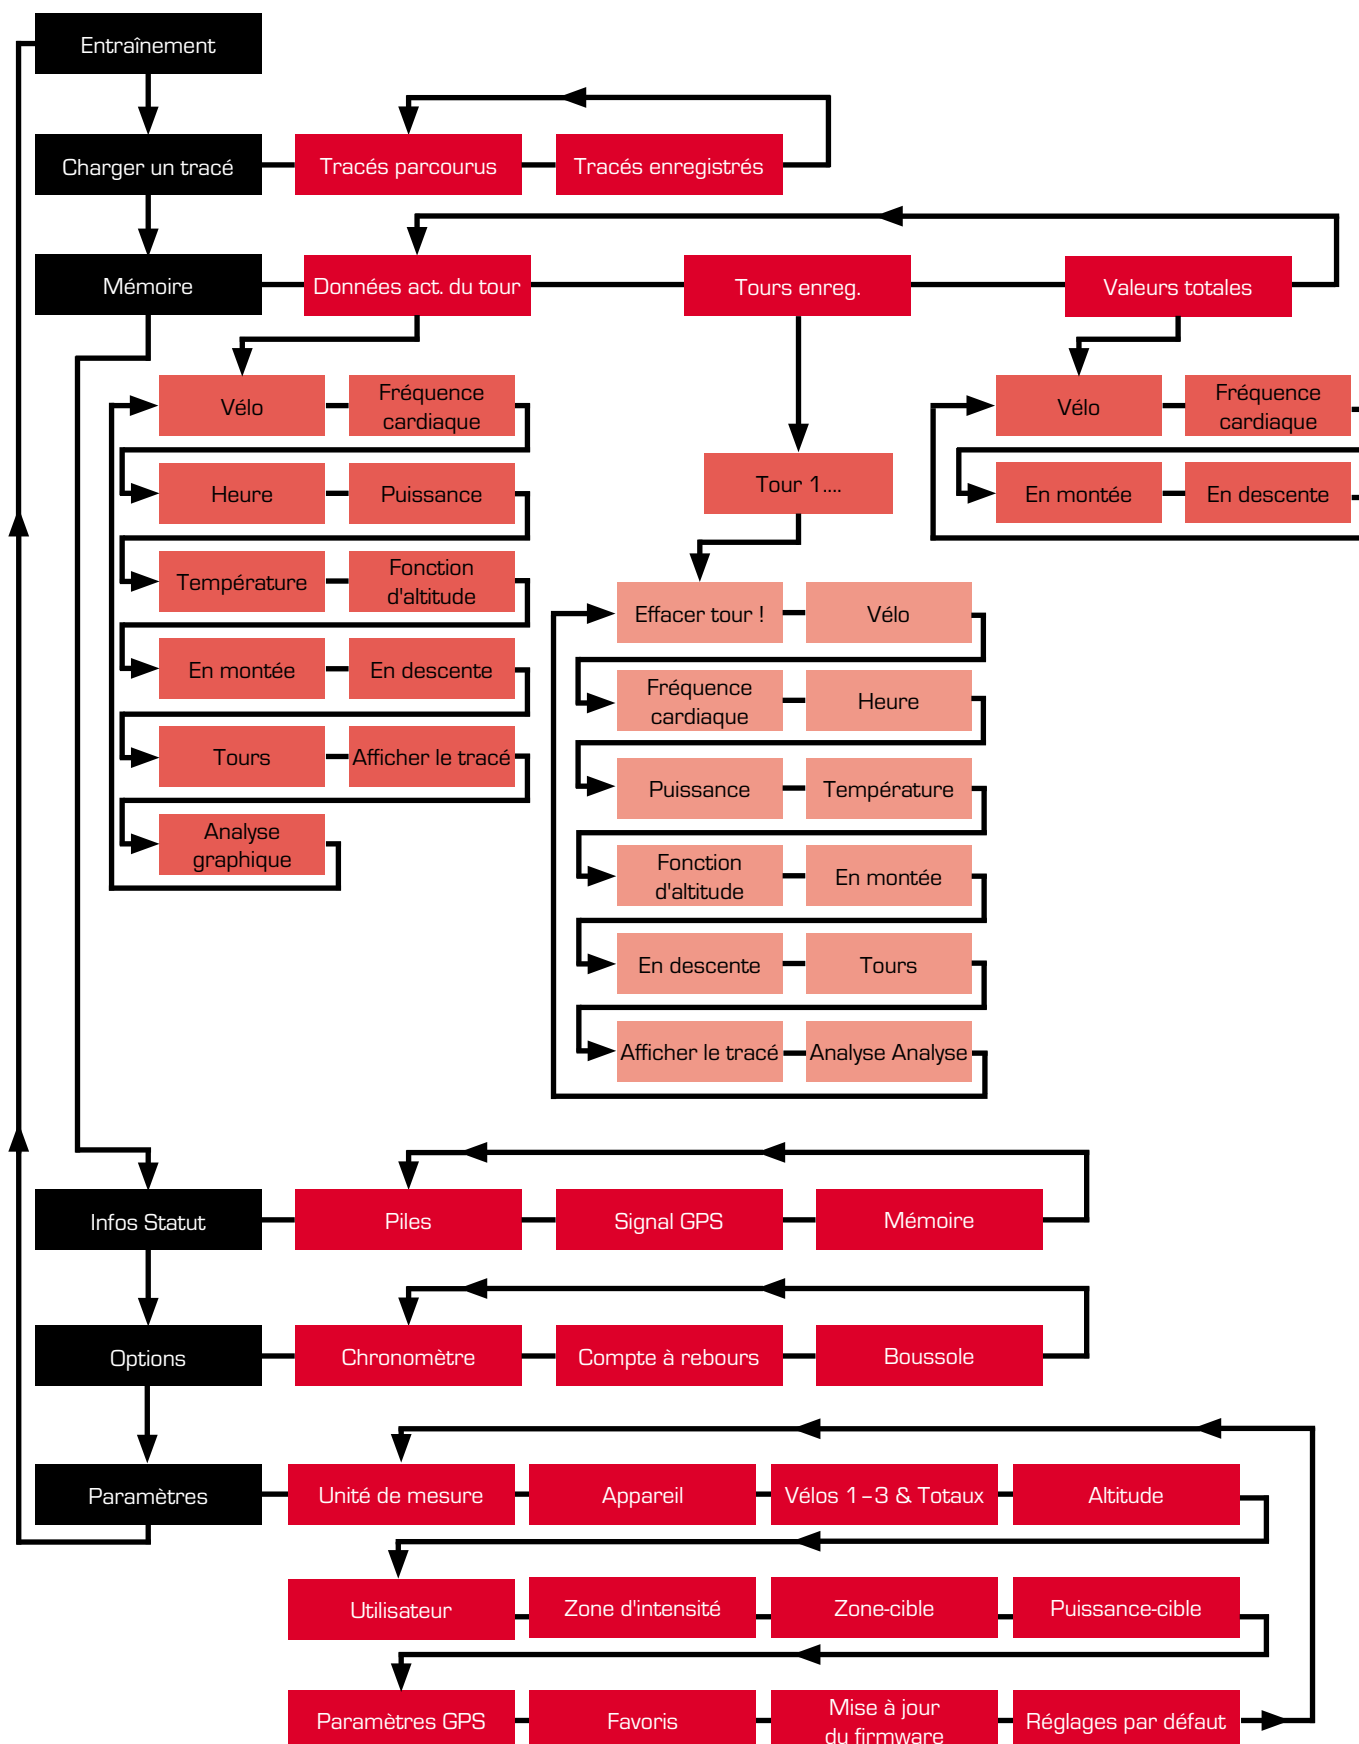 Entraînement
Charger un tracé
Tracés parcourus
Tracés enregistrés
Mémoire
Données act. du tour
Tours enreg.
Valeurs totales
Vélo
Fréquence
cardiaque
Heure
Puissance
Température
Fonction
d'altitude
En montée
En descente
Tours
Afficher le tracé
Analyse
graphique
Tour 1....
Effacer tour !
Vélo
Fréquence
cardiaque
Heure
Puissance
Température
Fonction
d'altitude
En montée
En descente
Tours
Afficher le tracé
Analyse Analyse
Vélo
Fréquence
cardiaque
En montée
En descente
Infos Statut
Piles
Signal GPS
Mémoire
Options
Chronomètre
Compte à rebours
Boussole
Paramètres
Unité de mesure
Appareil
Vélos 1–3 & Totaux
Altitude
Utilisateur
Zone d'intensité
Zone-cible
Puissance-cible
Paramètres GPS
Favoris
Mise à jour
du firmware
Réglages par défaut